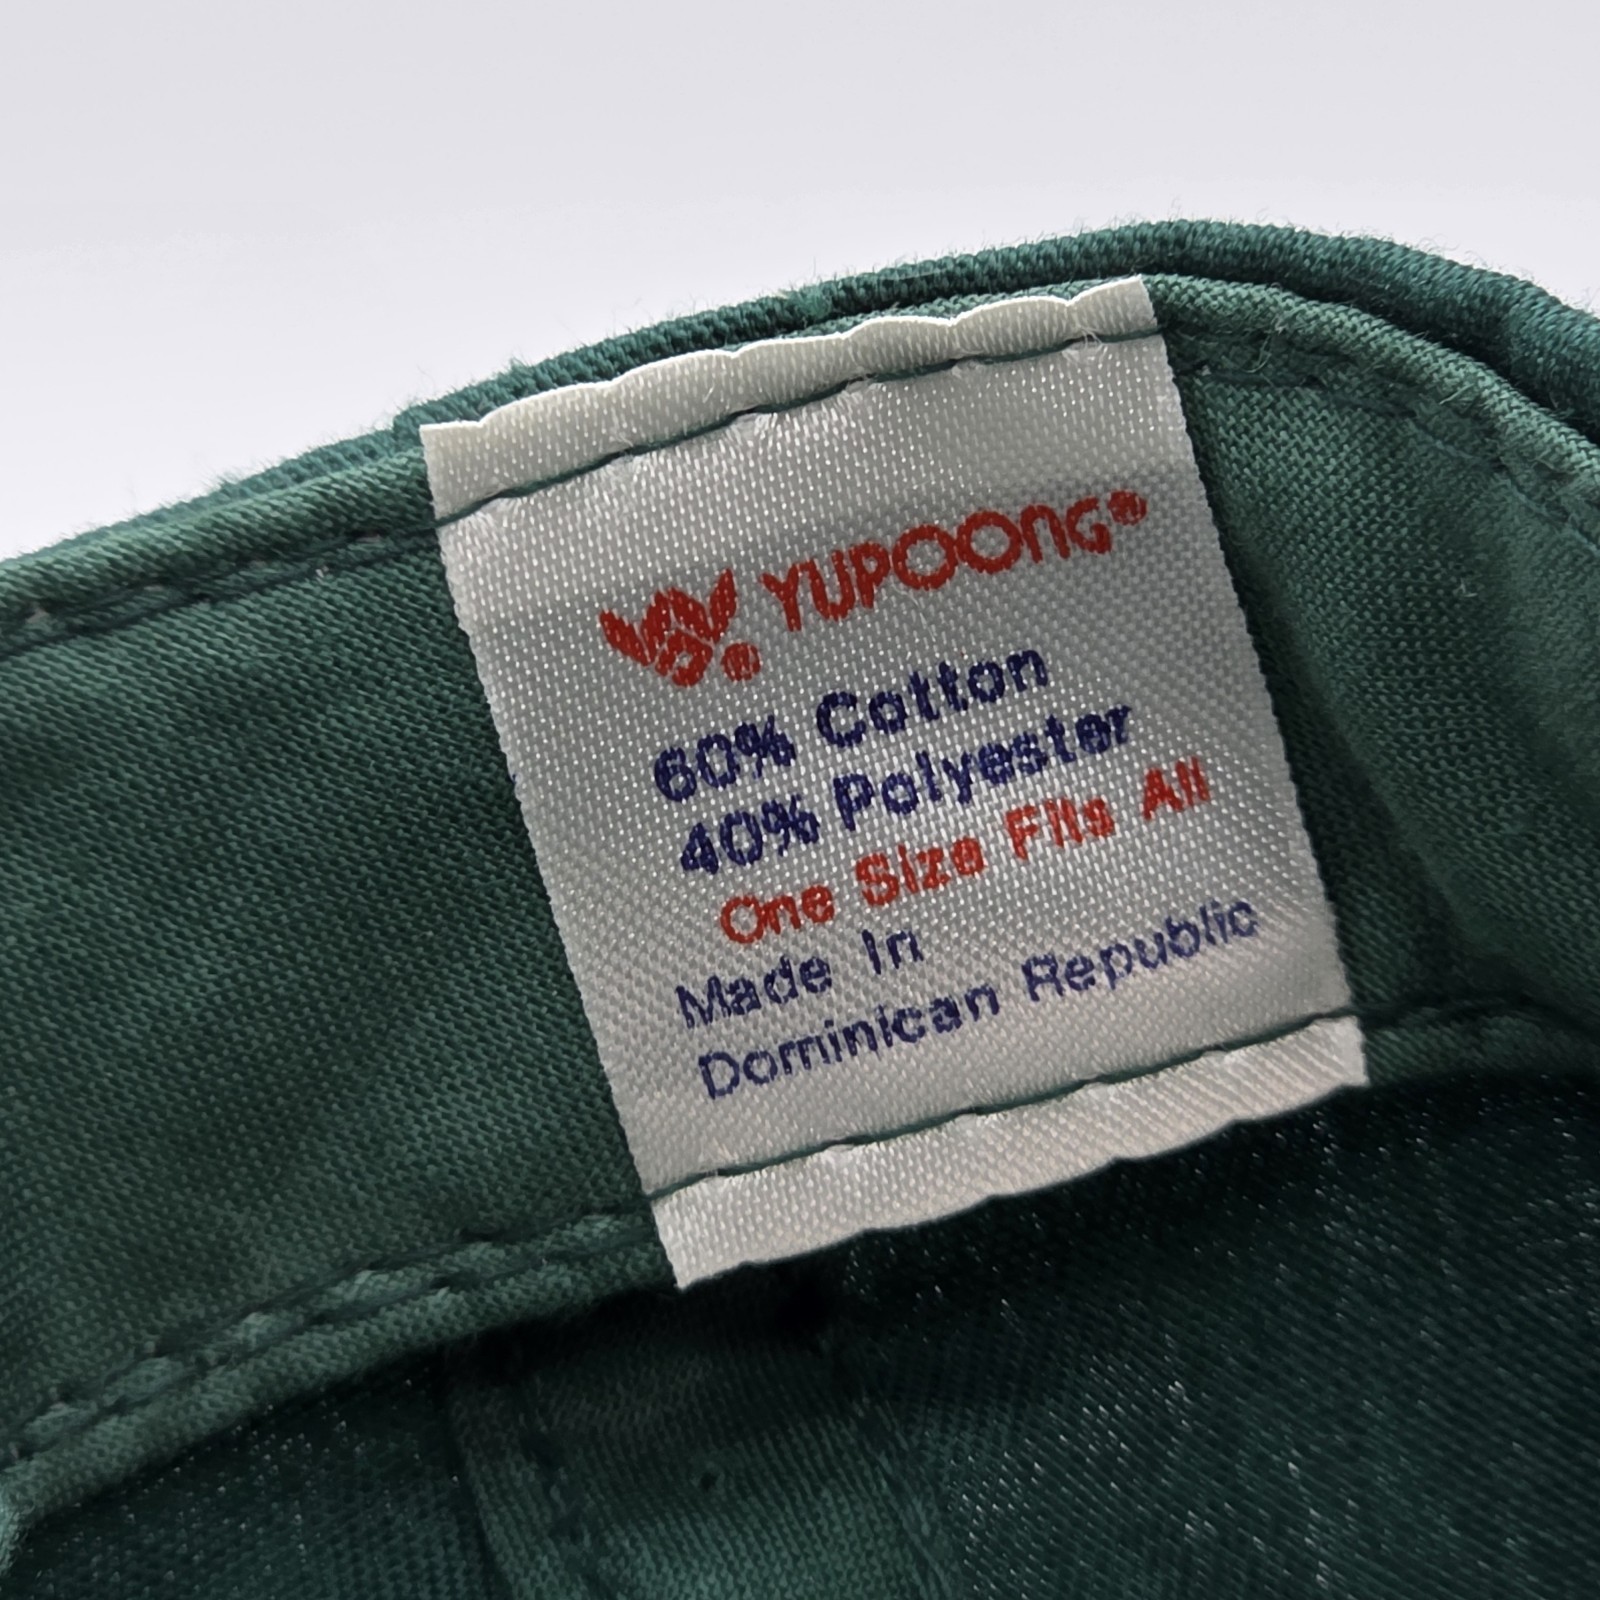 YUPOONG®
®
60% Cotton
40% Polyester
One Size Fits All
Made In
Dominican Republic